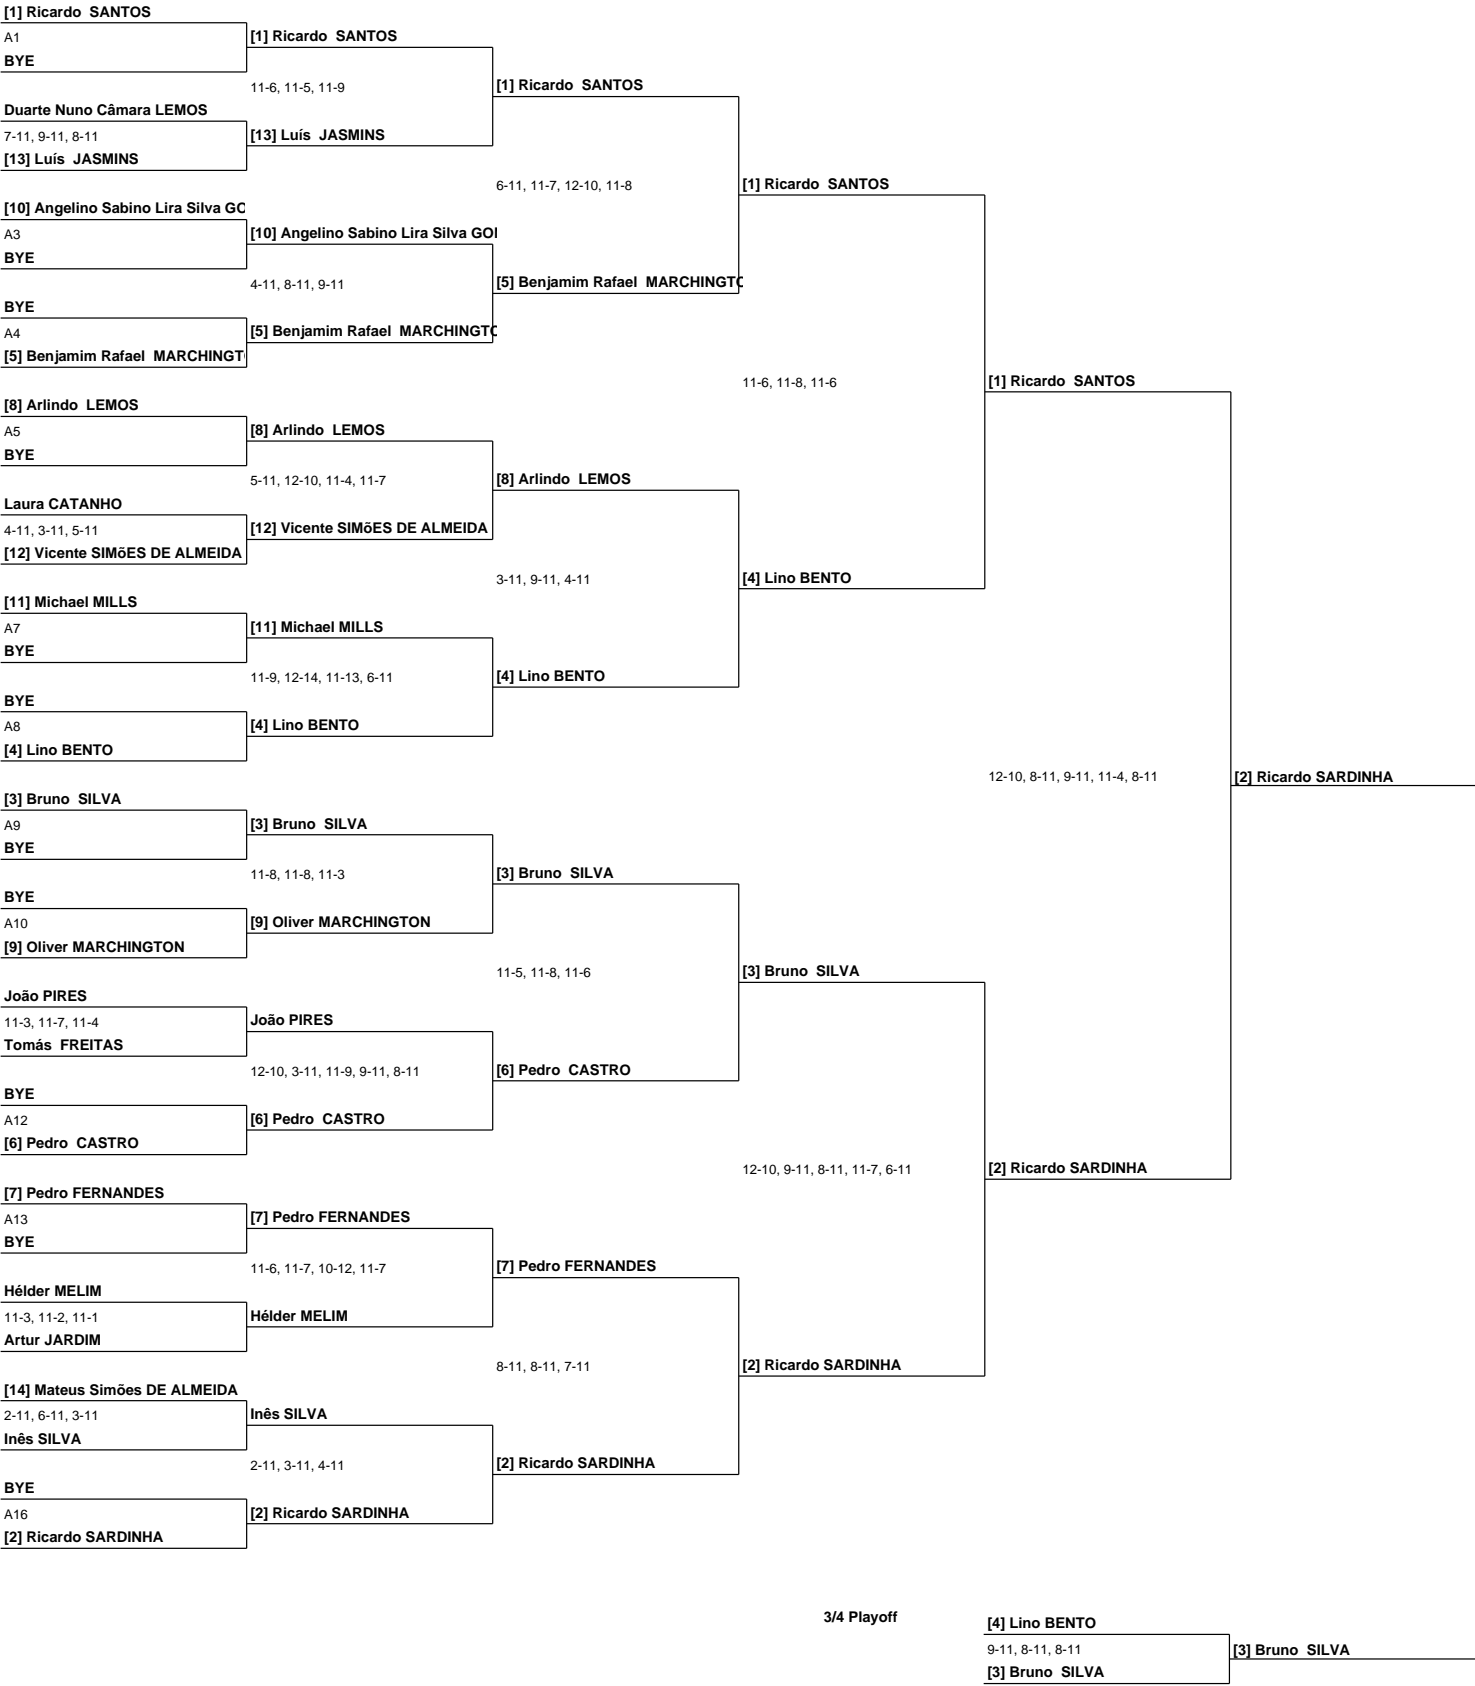 [1] Ricardo SANTOS
A1
BYE
Duarte Nuno Câmara LEMOS
7-11, 9-11, 8-11
[13] Luís JASMINS
[10] Angelino Sabino Lira Silva GO
A3
BYE
BYE
A4
[5] Benjamim Rafael MARCHINGT
[8] Arlindo LEMOS
A5
BYE
Laura CATANHO
4-11, 3-11, 5-11
[12] Vicente SIMõES DE ALMEIDA
[11] Michael MILLS
A7
BYE
BYE
A8
[4] Lino BENTO
[3] Bruno SILVA
A9
BYE
BYE
A10
[9] Oliver MARCHINGTON
João PIRES
11-3, 11-7, 11-4
Tomás FREITAS
BYE
A12
[6] Pedro CASTRO
[7] Pedro FERNANDES
A13
BYE
Hélder MELIM
11-3, 11-2, 11-1
Artur JARDIM
[14] Mateus Simões DE ALMEIDA
2-11, 6-11, 3-11
Inês SILVA
BYE
A16
[2] Ricardo SARDINHA
[1] Ricardo SANTOS
11-6, 11-5, 11-9
[13] Luís JASMINS
[10] Angelino Sabino Lira Silva GO
4-11, 8-11, 9-11
[5] Benjamim Rafael MARCHINGTO
[8] Arlindo LEMOS
5-11, 12-10, 11-4, 11-7
[12] Vicente SIMõES DE ALMEIDA
[11] Michael MILLS
11-9, 12-14, 11-13, 6-11
[4] Lino BENTO
[3] Bruno SILVA
11-8, 11-8, 11-3
[9] Oliver MARCHINGTON
João PIRES
12-10, 3-11, 11-9, 9-11, 8-11
[6] Pedro CASTRO
[7] Pedro FERNANDES
11-6, 11-7, 10-12, 11-7
Hélder MELIM
Inês SILVA
2-11, 3-11, 4-11
[2] Ricardo SARDINHA
[1] Ricardo SANTOS
6-11, 11-7, 12-10, 11-8
[5] Benjamim Rafael MARCHINGTO
[8] Arlindo LEMOS
3-11, 9-11, 4-11
[4] Lino BENTO
[3] Bruno SILVA
11-5, 11-8, 11-6
[6] Pedro CASTRO
[7] Pedro FERNANDES
8-11, 8-11, 7-11
[2] Ricardo SARDINHA
[1] Ricardo SANTOS
11-6, 11-8, 11-6
[4] Lino BENTO
[3] Bruno SILVA
12-10, 9-11, 8-11, 11-7, 6-11
[2] Ricardo SARDINHA
[1] Ricardo SANTOS
12-10, 8-11, 9-11, 11-4, 8-11
[2] Ricardo SARDINHA
[2] Ricardo SARDINHA
3/4 Playoff
[4] Lino BENTO
9-11, 8-11, 8-11
[3] Bruno SILVA
[3] Bruno SILVA